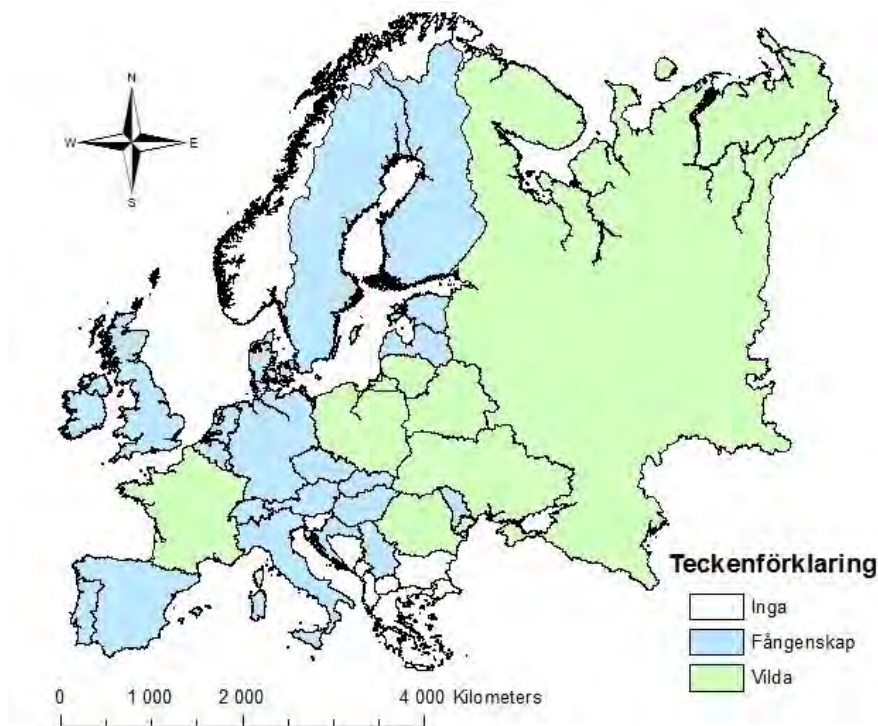 N
W E
S
Teckenförklaring
Inga
Fångenskap
Vilda
0 1 000 2 000 4 000 Kilometers